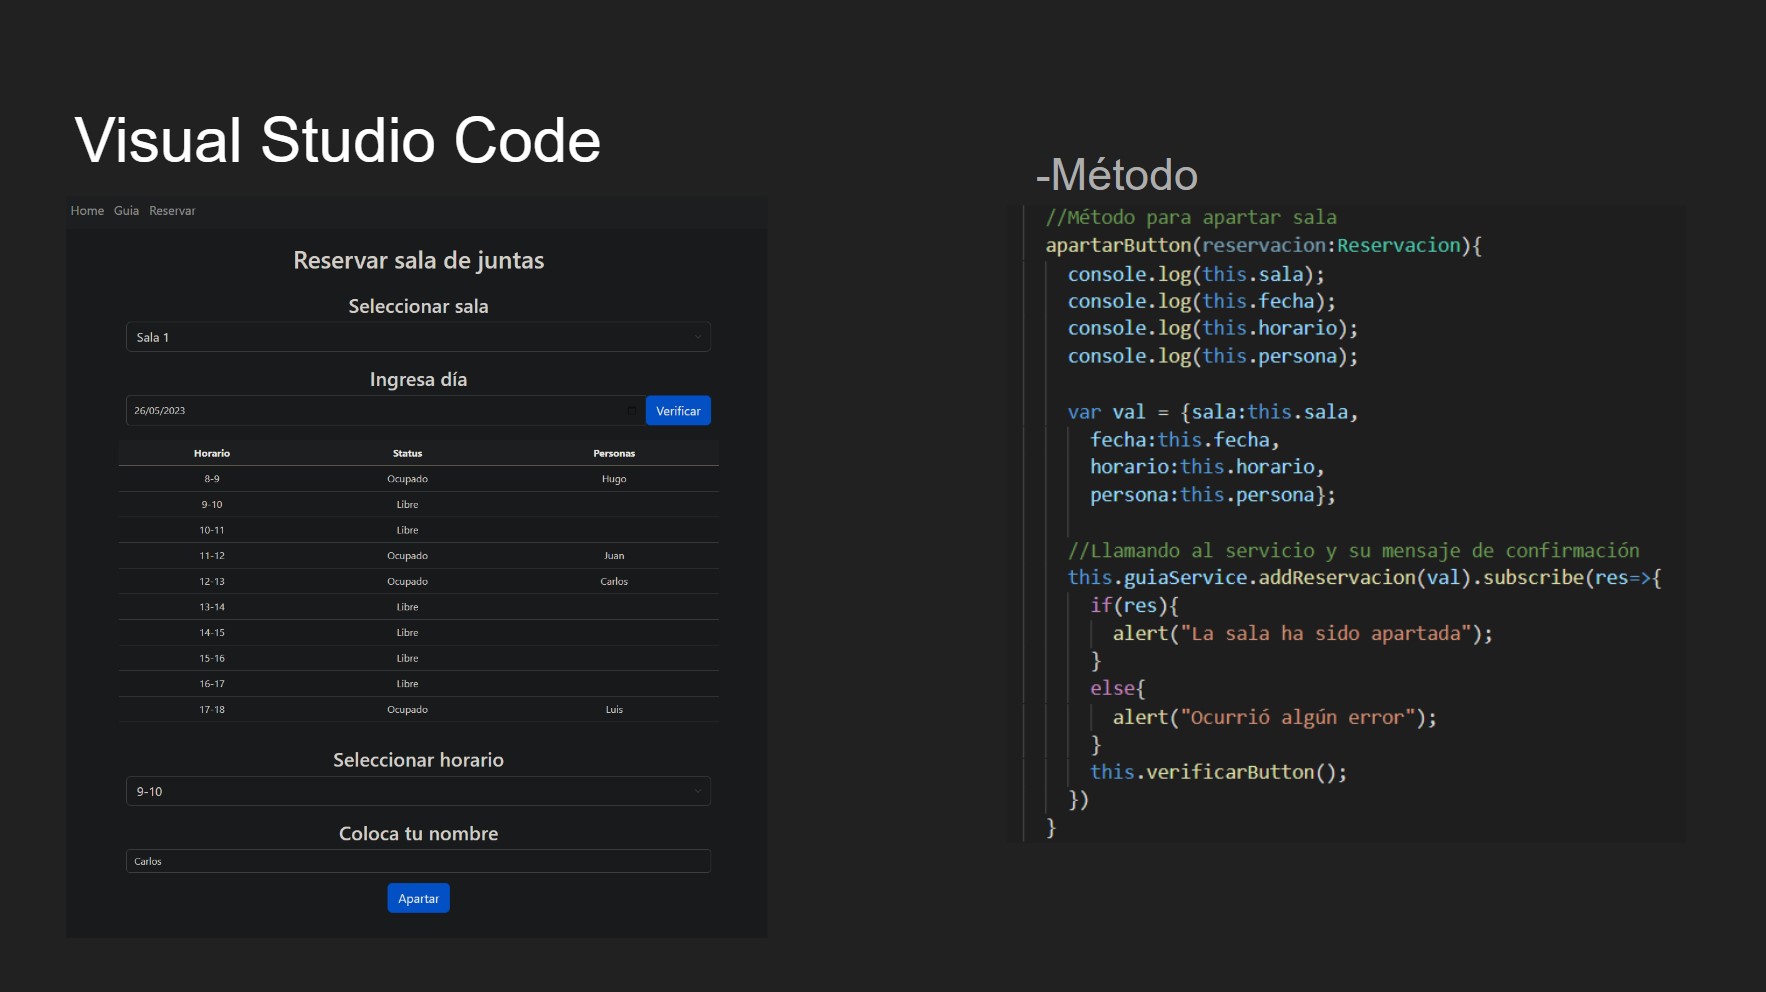 Visual Studio Code
Home Guia Reservar
Reservar sala de juntas
Seleccionar sala
Sala 1
Ingresa día
26/05/2023 Verificar
Horario Status Personas
8-9 Ocupado Hugo
9-10 Libre
10-11 Libre
11-12 Ocupado Juan
12-13 Ocupado Carlos
13-14 Libre
14-15 Libre
15-16 Libre
16-17 Libre
17-18 Ocupado Luis
Seleccionar horario
9-10
Coloca tu nombre
Carlos
Apartar
-Método
//Método para apartar sala
apartarButton(reservacion:Reservacion){
console.log(this.sala);
console.log(this.fecha);
console.log(this.horario);
console.log(this.persona);
var val = {sala:this.sala,
fecha:this.fecha,
horario:this.horario,
persona:this.persona};
//Llamando al servicio y su mensaje de confirmación
this.guiaService.addReservacion(val).subscribe(res=>{
if(res){
alert("La sala ha sido apartada");
}
else{
alert("Ocurrió algún error");
}
this.verificarButton();
})
}